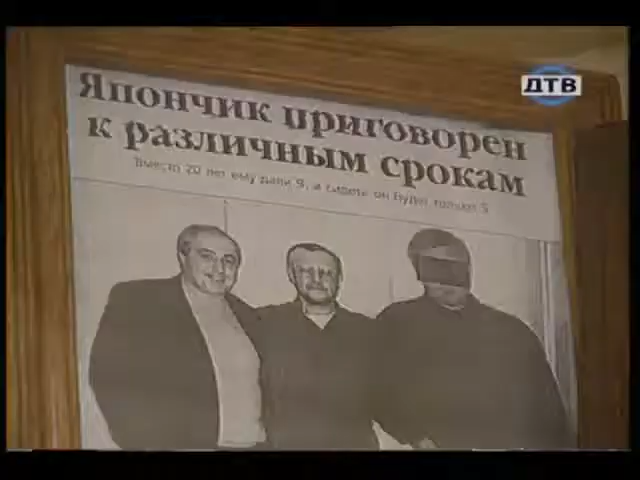 ДТВ
Япончик приговорен
к различным срокам
Вместо 20 лет ему дали 9, а сидеть он будет только 5